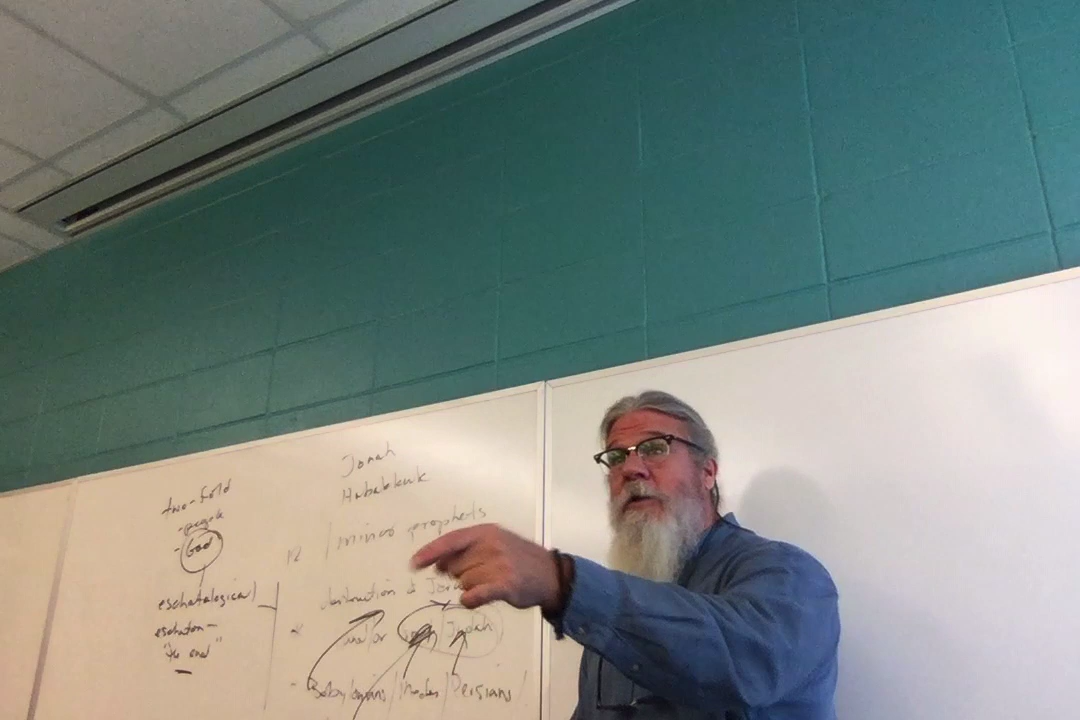 two-fold
- people
- God
eschatological
eschaton -
"the end"
Jonah
Habakkuk
12 / minor prophets
destruction of
major Judah
- Babylonians / Medes / Persians /